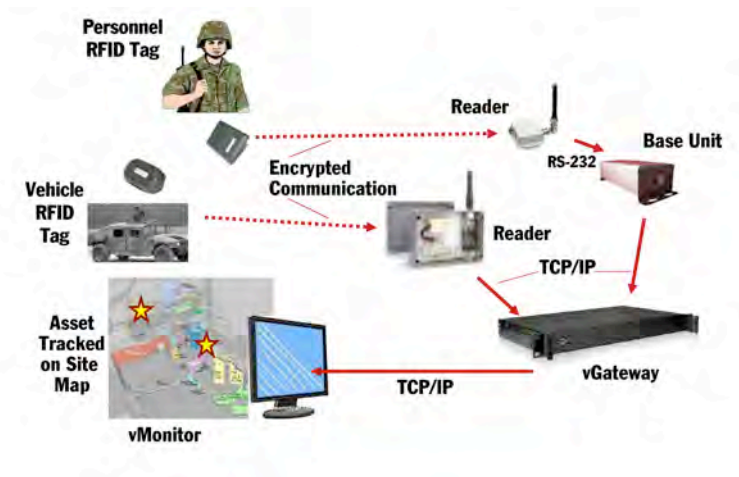 Personnel
RFID Tag
Reader
Base Unit
RS-232
Encrypted
Communication
Vehicle
RFID
Tag
Reader
TCP/IP
Asset
Tracked
on Site
Map
vGateway
TCP/IP
vMonitor